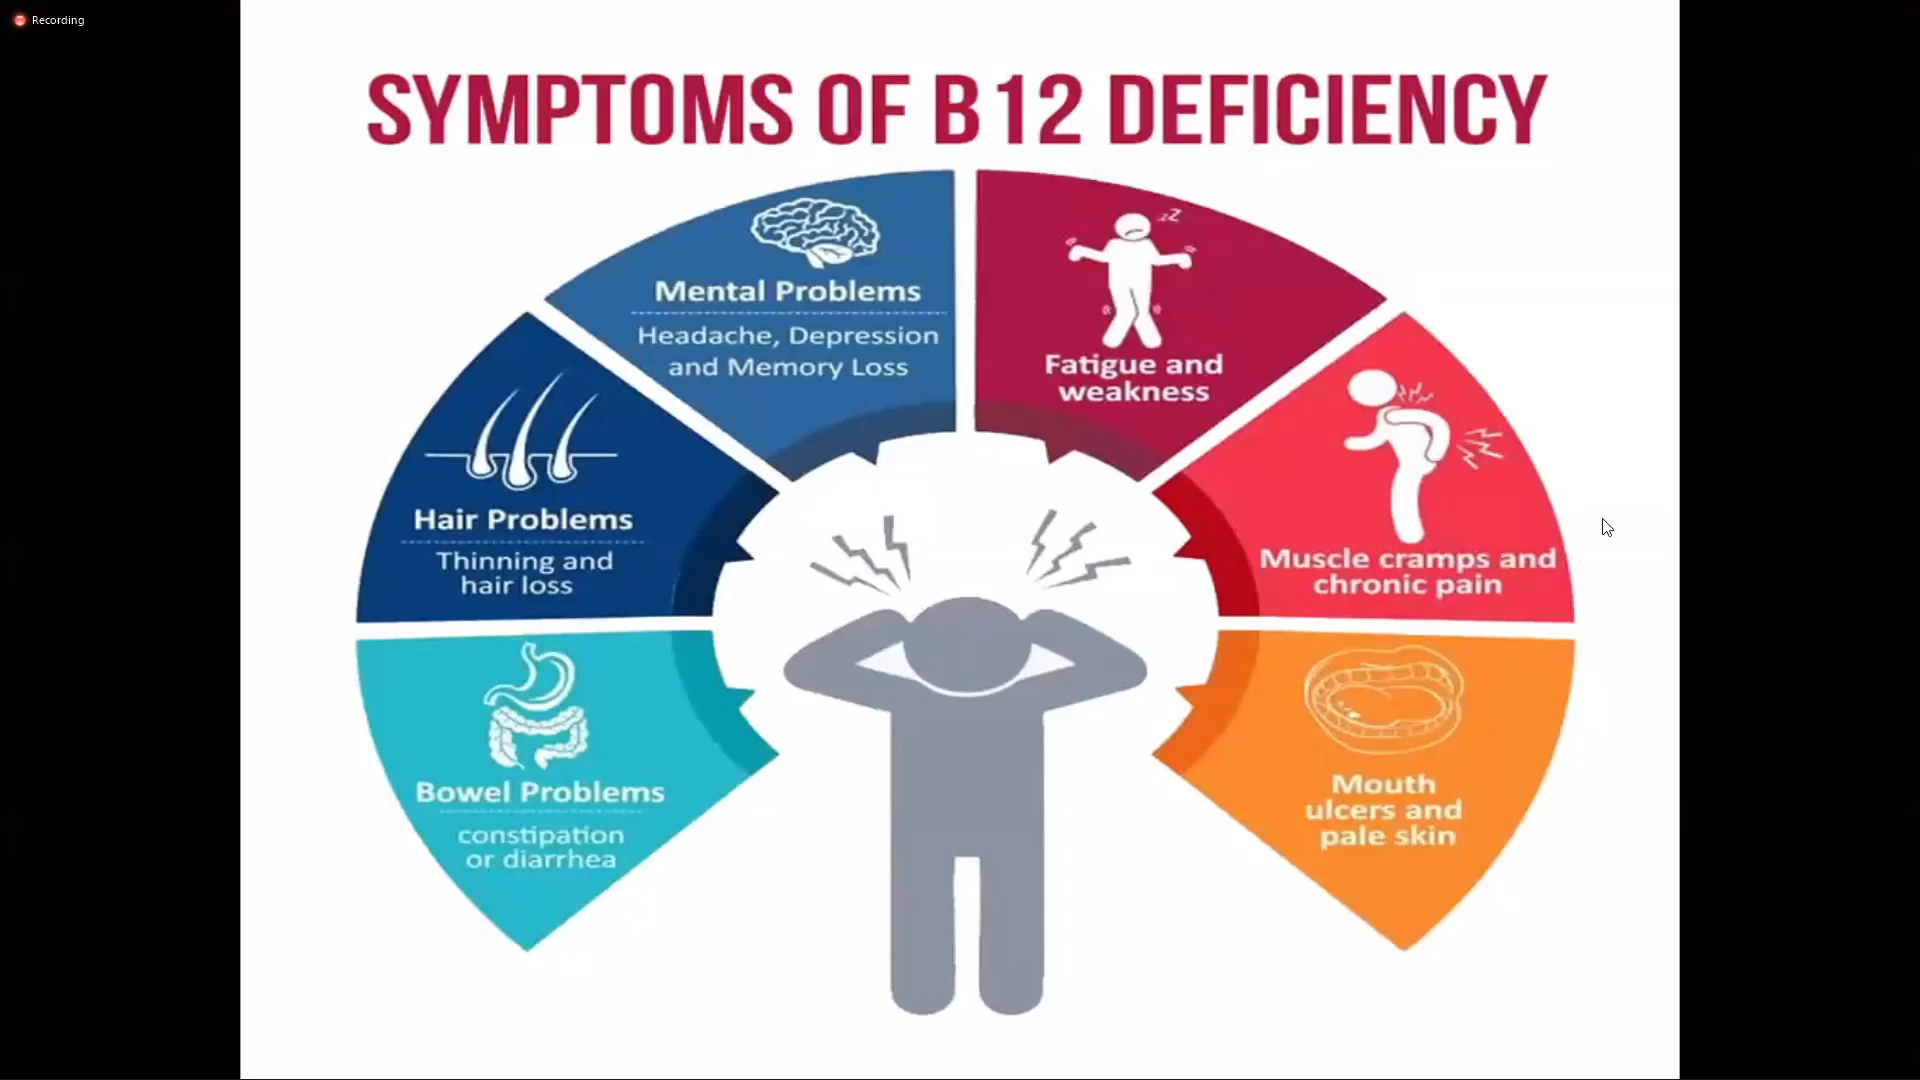 Recording
SYMPTOMS OF B12 DEFICIENCY
zZ
Mental Problems
Headache, Depression
and Memory Loss
Fatigue and
weakness
Hair Problems
Thinning and
hair loss
Muscle cramps and
chronic pain
Bowel Problems
constipation
or diarrhea
Mouth
ulcers and
pale skin